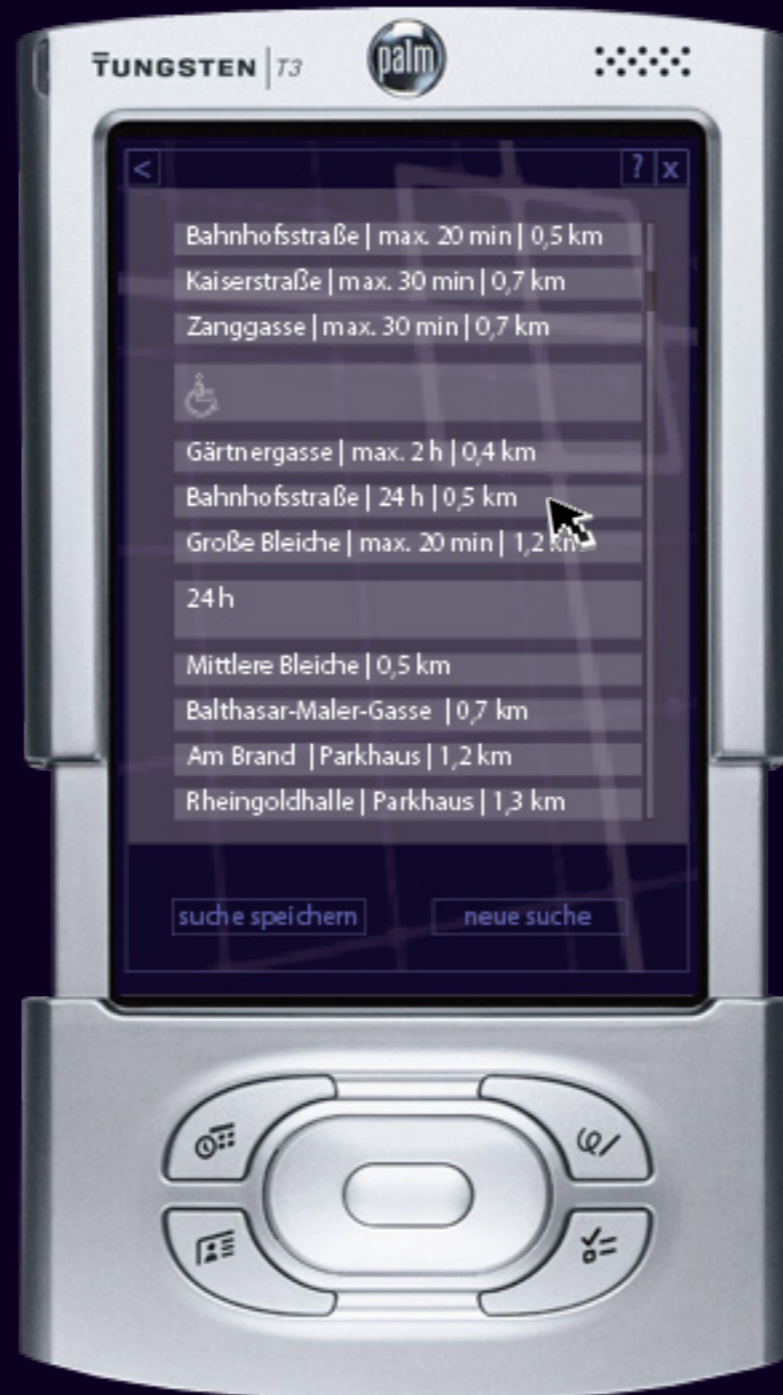 TUNGSTEN | T3
palm
<
? x
Bahnhofsstraße | max. 20 min | 0,5 km
Kaiserstraße | max. 30 min | 0,7 km
Zanggasse | max. 30 min | 0,7 km
Gärtnergasse | max. 2 h | 0,4 km
Bahnhofsstraße | 24 h | 0,5 km
Große Bleiche | max. 20 min | 1,2 km
24 h
Mittlere Bleiche | 0,5 km
Balthasar-Maler-Gasse | 0,7 km
Am Brand | Parkhaus | 1,2 km
Rheingoldhalle | Parkhaus | 1,3 km
suche speichern
neue suche